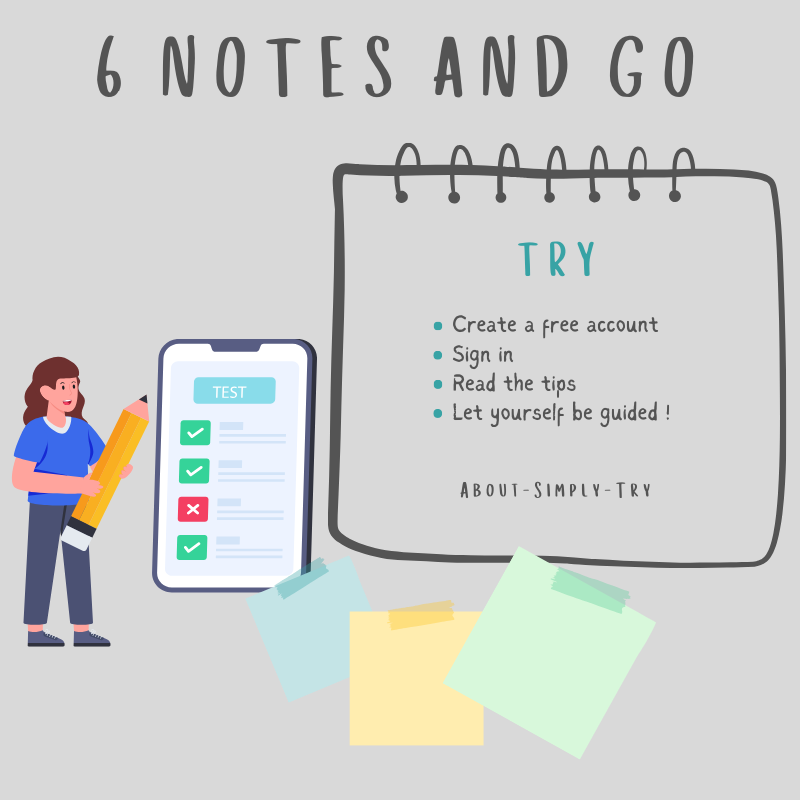 6 NOTES AND GO
TRY
Create a free account
Sign in
Read the tips
Let yourself be guided !
About-Simply-Try
TEST